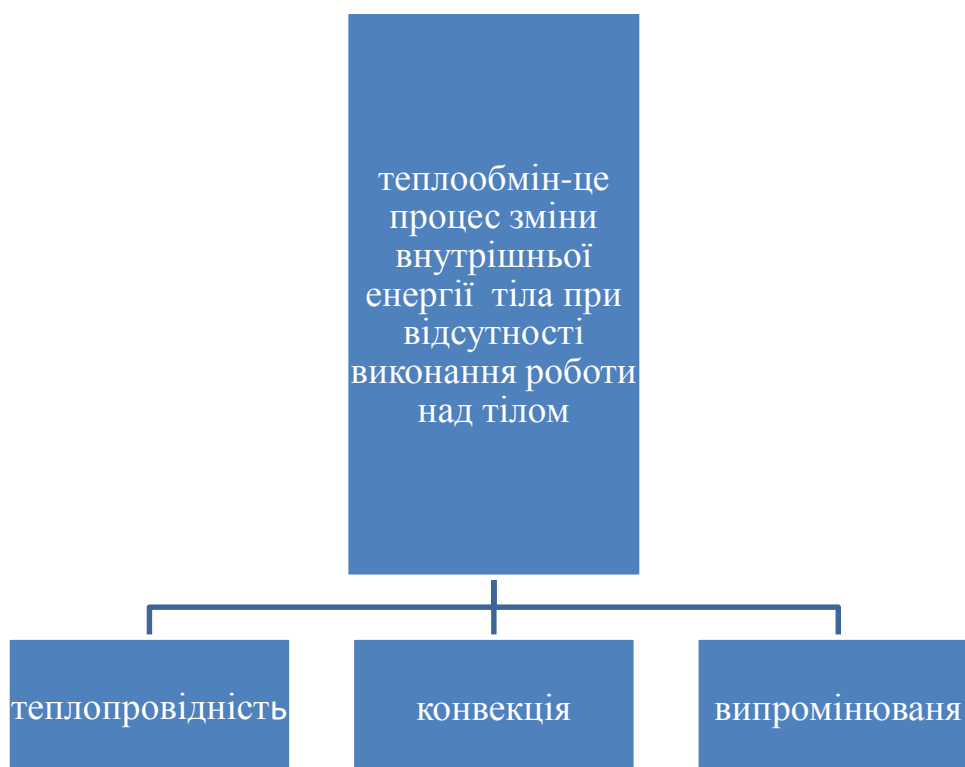 теплообмін-це
процес зміни
внутрішньої
енергії  тіла при
відсутності
виконання роботи
над тілом
теплопровідність
конвекція
випромінюваня